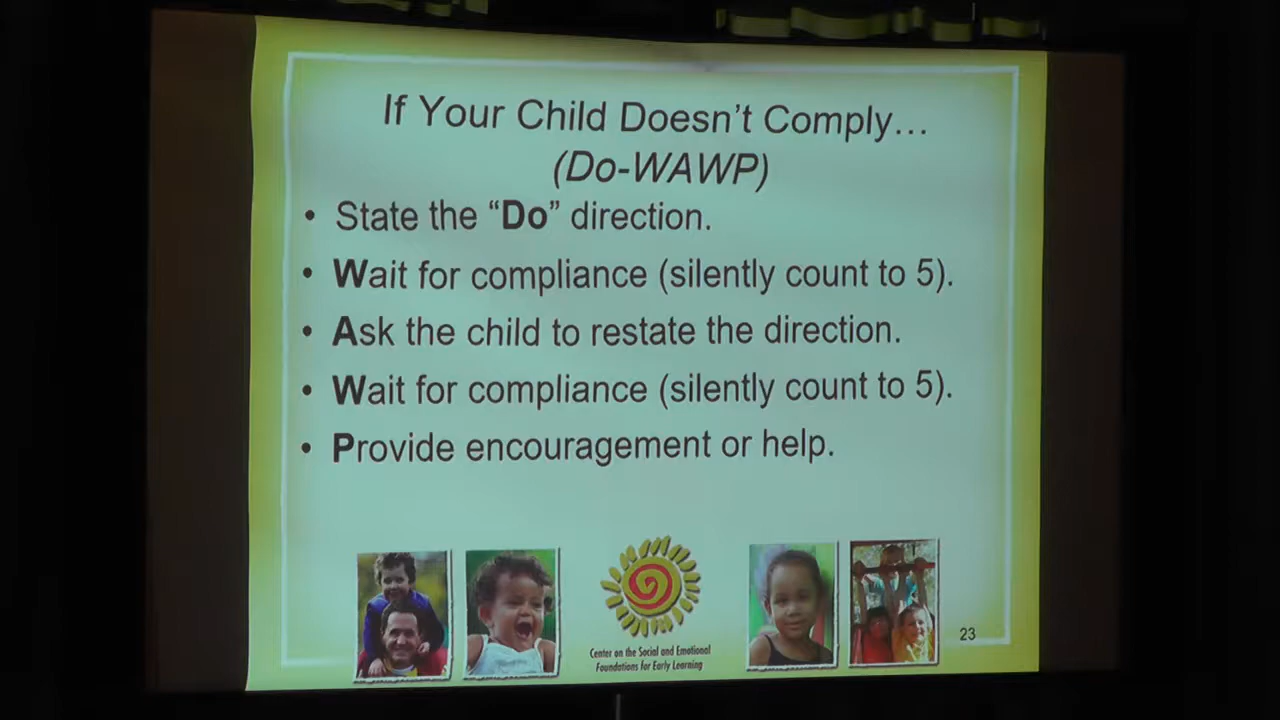 If Your Child Doesn't Comply…
(Do-WAWP)
• State the “Do” direction.
• Wait for compliance (silently count to 5).
• Ask the child to restate the direction.
• Wait for compliance (silently count to 5).
• Provide encouragement or help.
Center on the Social and Emotional
Foundations for Early Learning
23